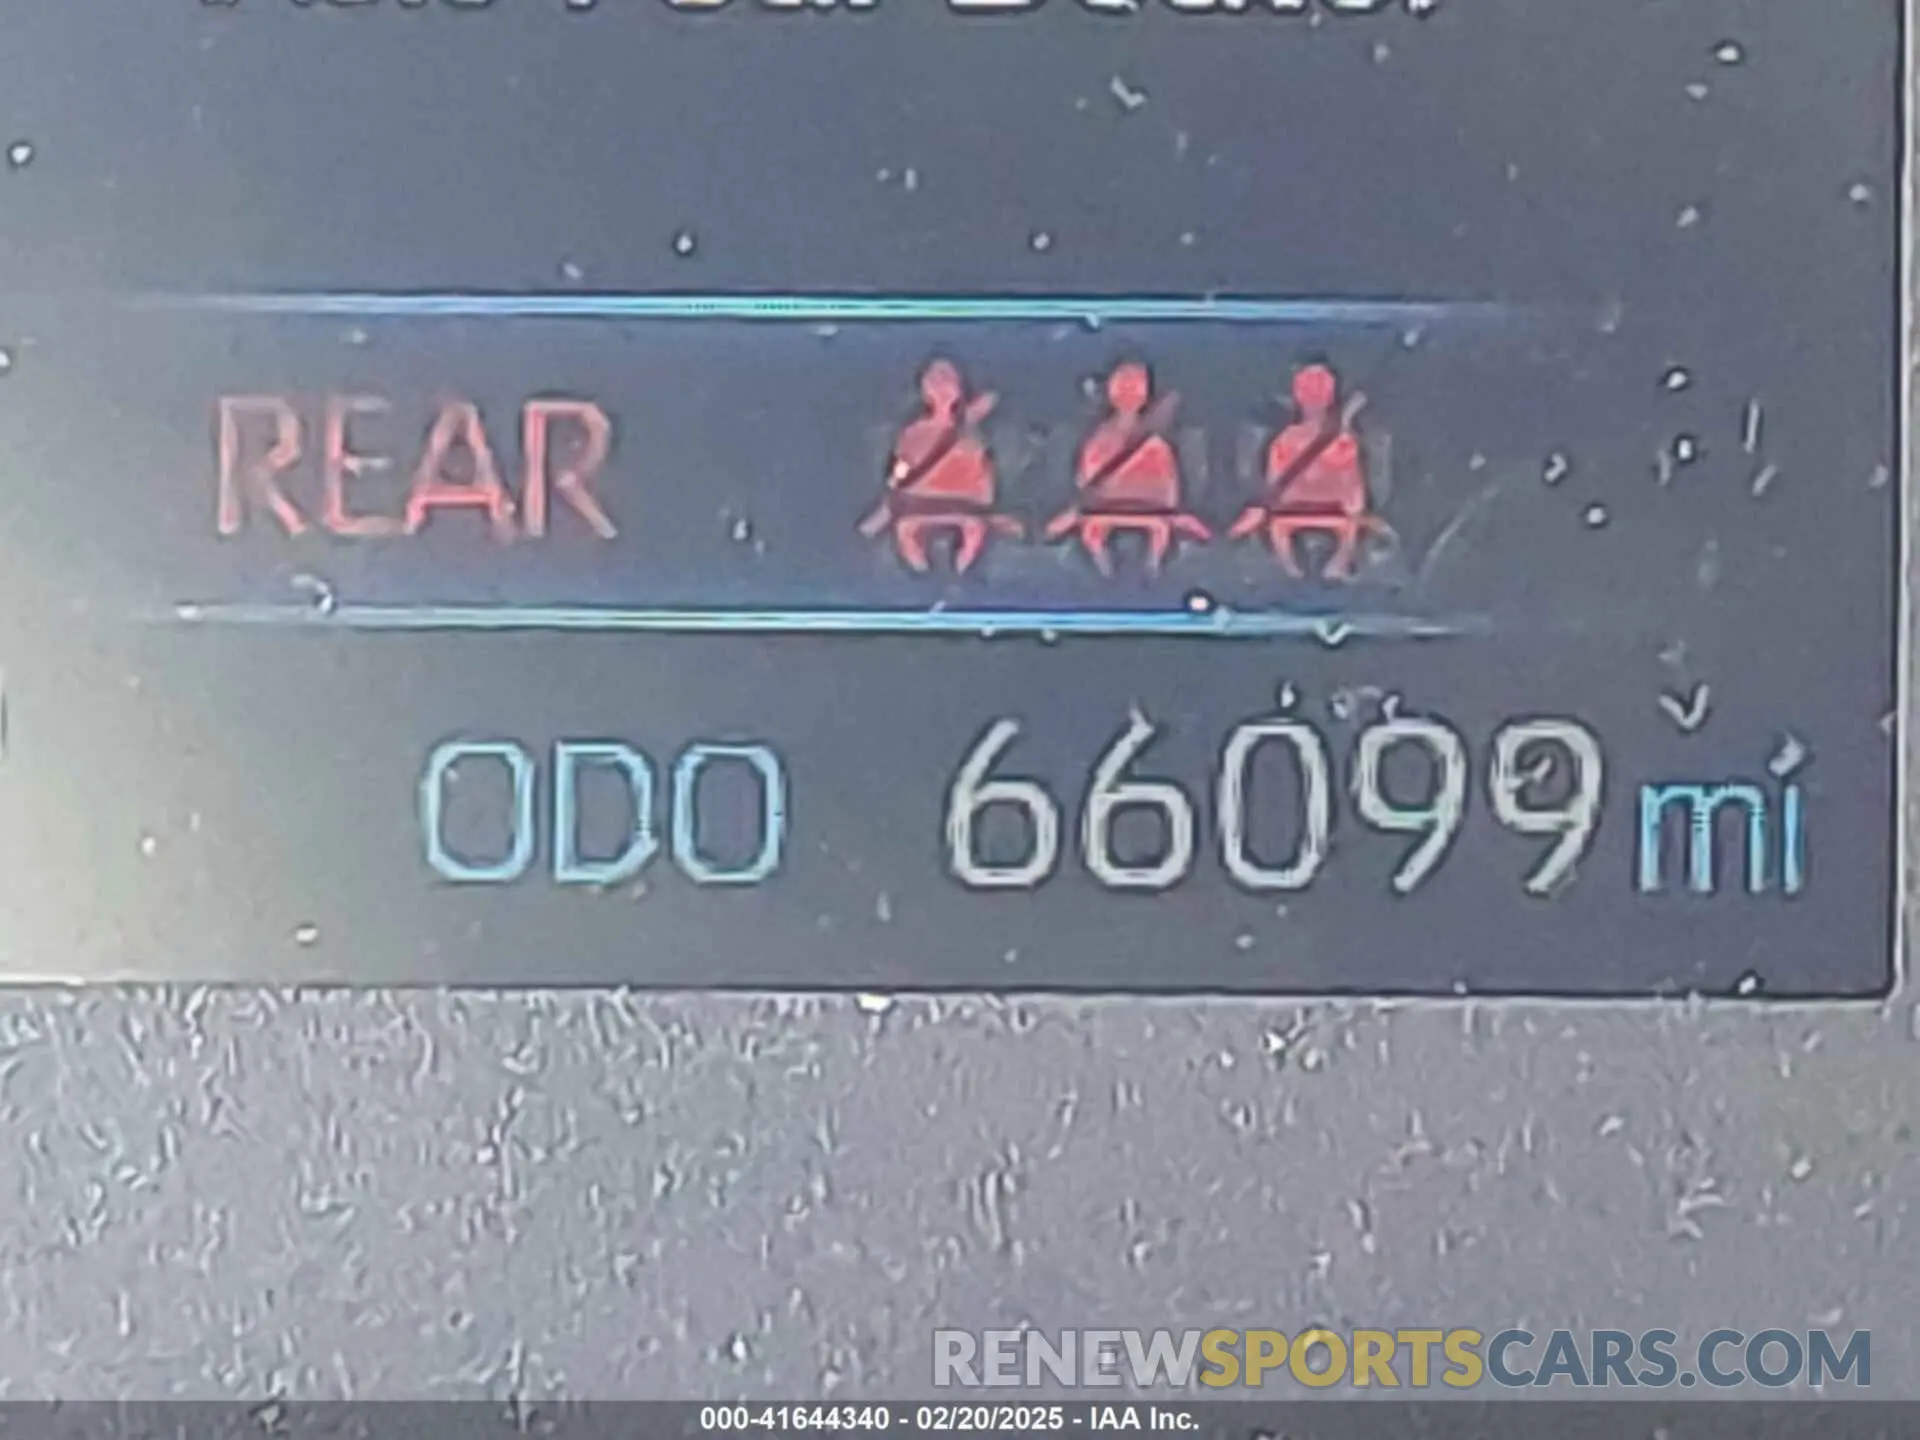 REAR
ODO 66099 mi
RENEWSPORTSCARS.COM
000-41644340 - 02/20/2025 - IAA Inc.